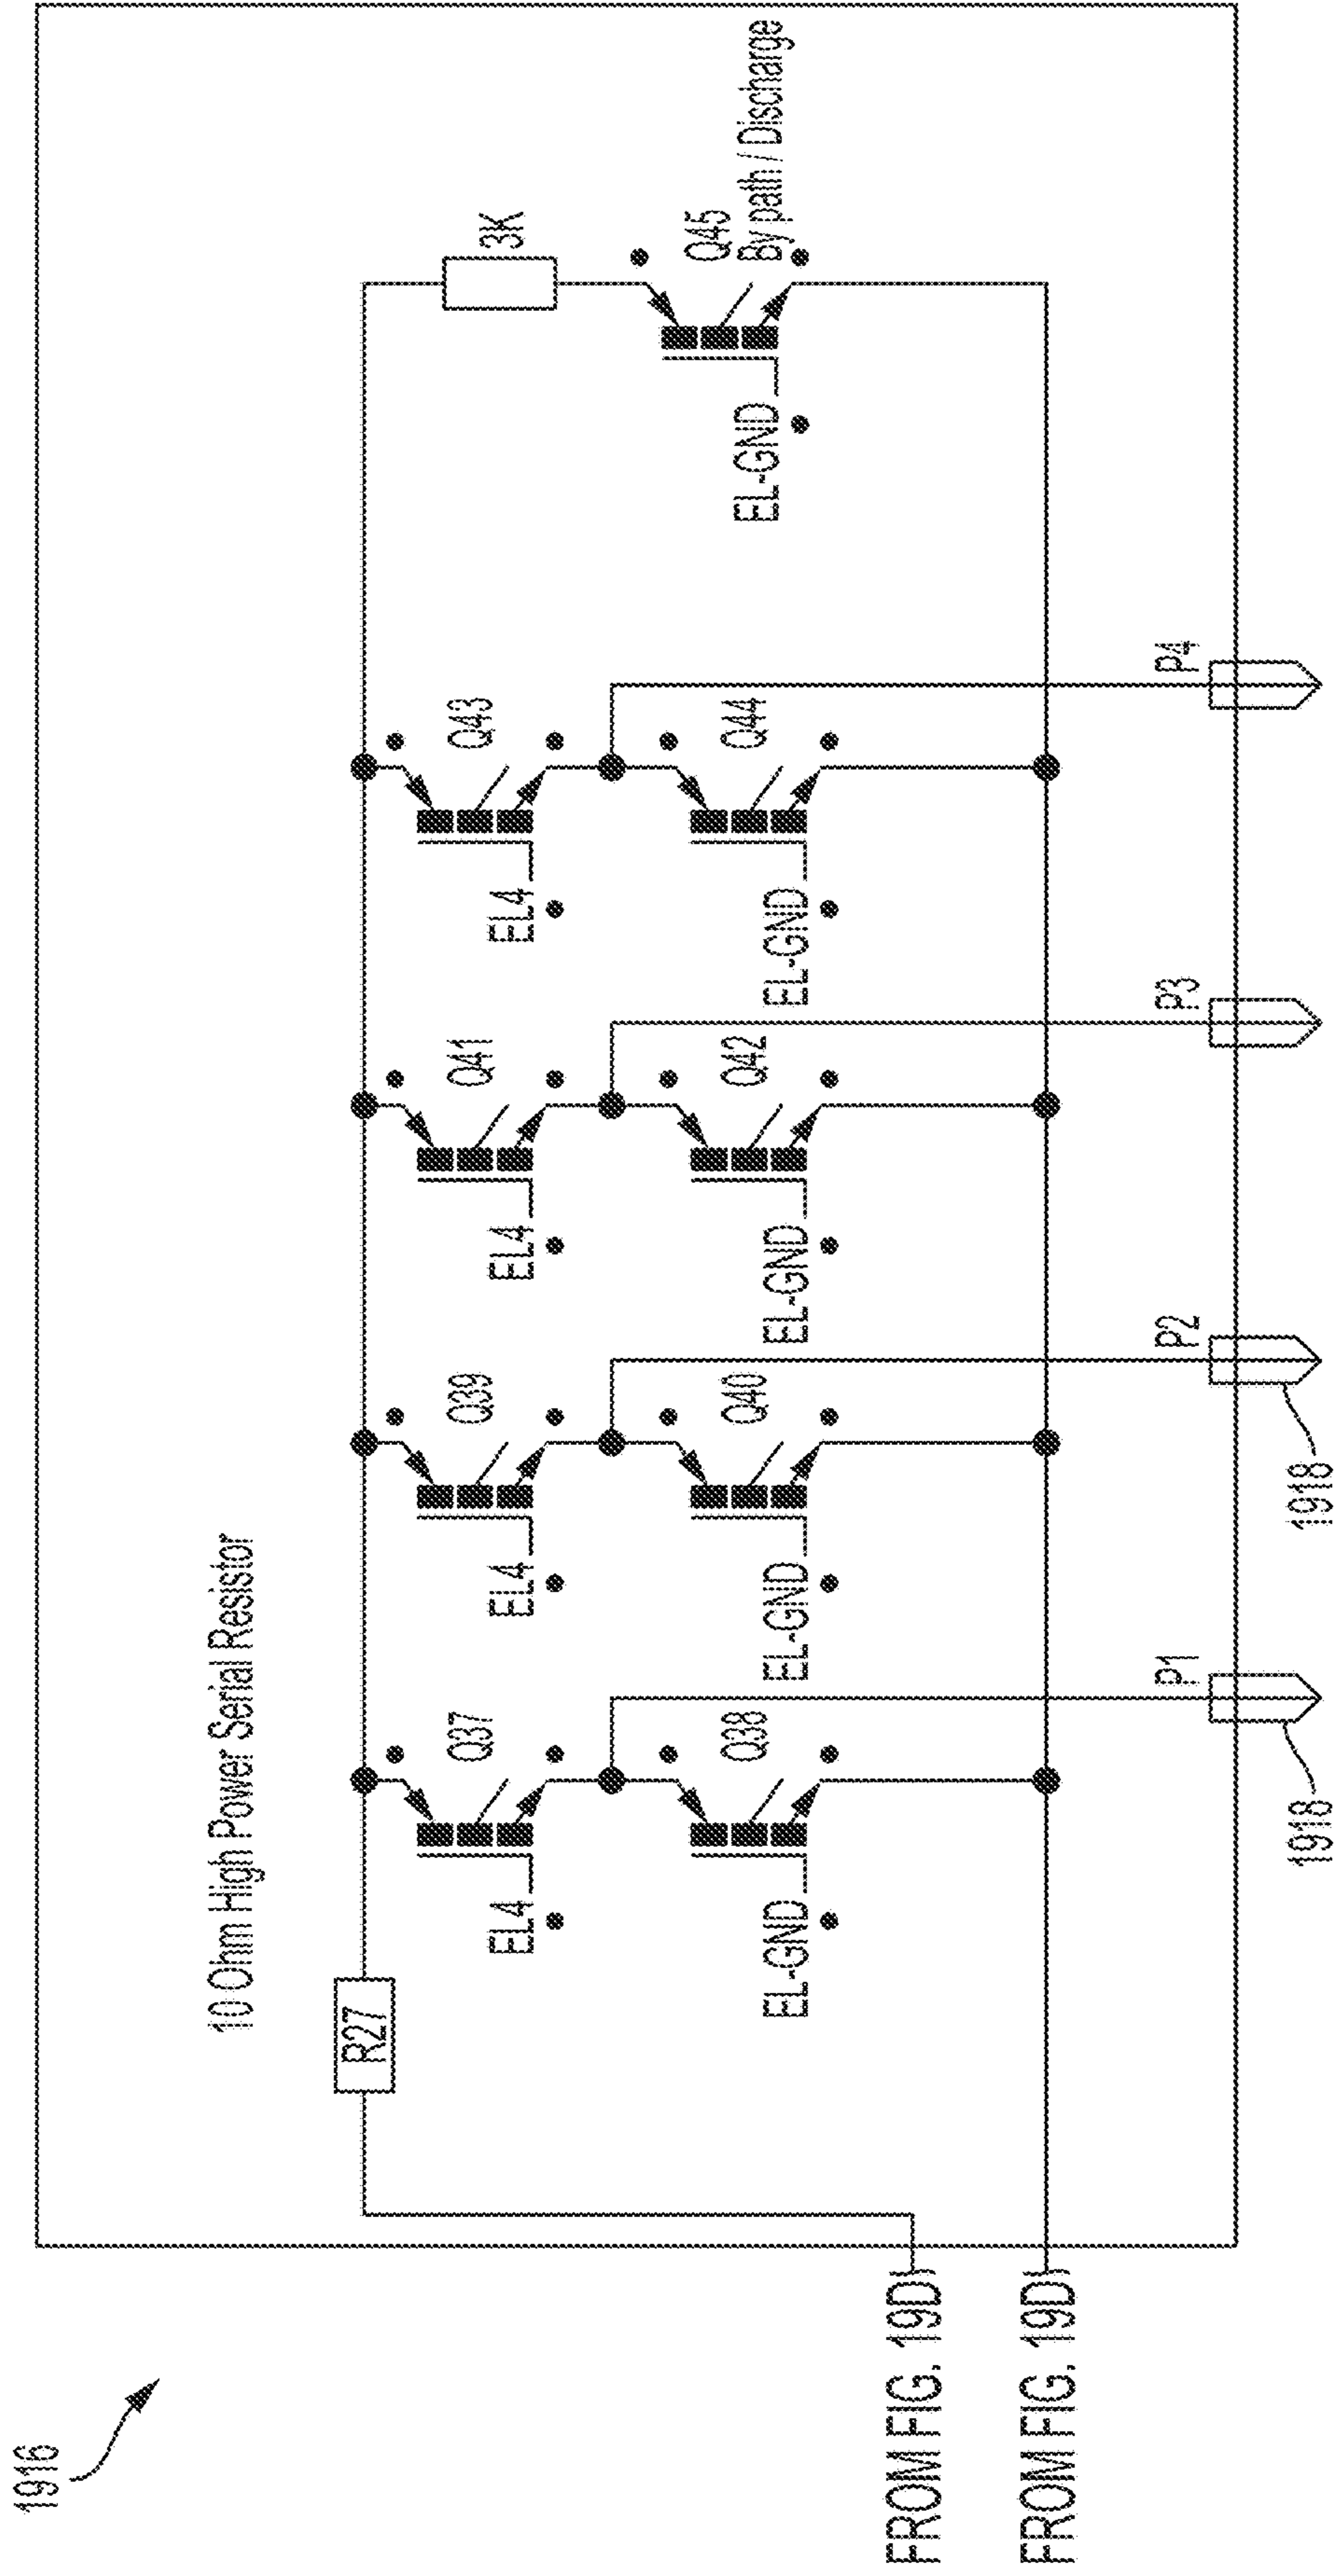 1916
10 Ohm High Power Serial Resistor
R27
3K
Q37
Q39
Q41
Q43
EL4
EL4
EL4
EL4
Q45
By path / Discharge
EL-GND
Q38
Q40
Q42
Q44
EL-GND
EL-GND
EL-GND
EL-GND
FROM FIG. 19D
FROM FIG. 19D
P1
P2
P3
P4
1918
1918